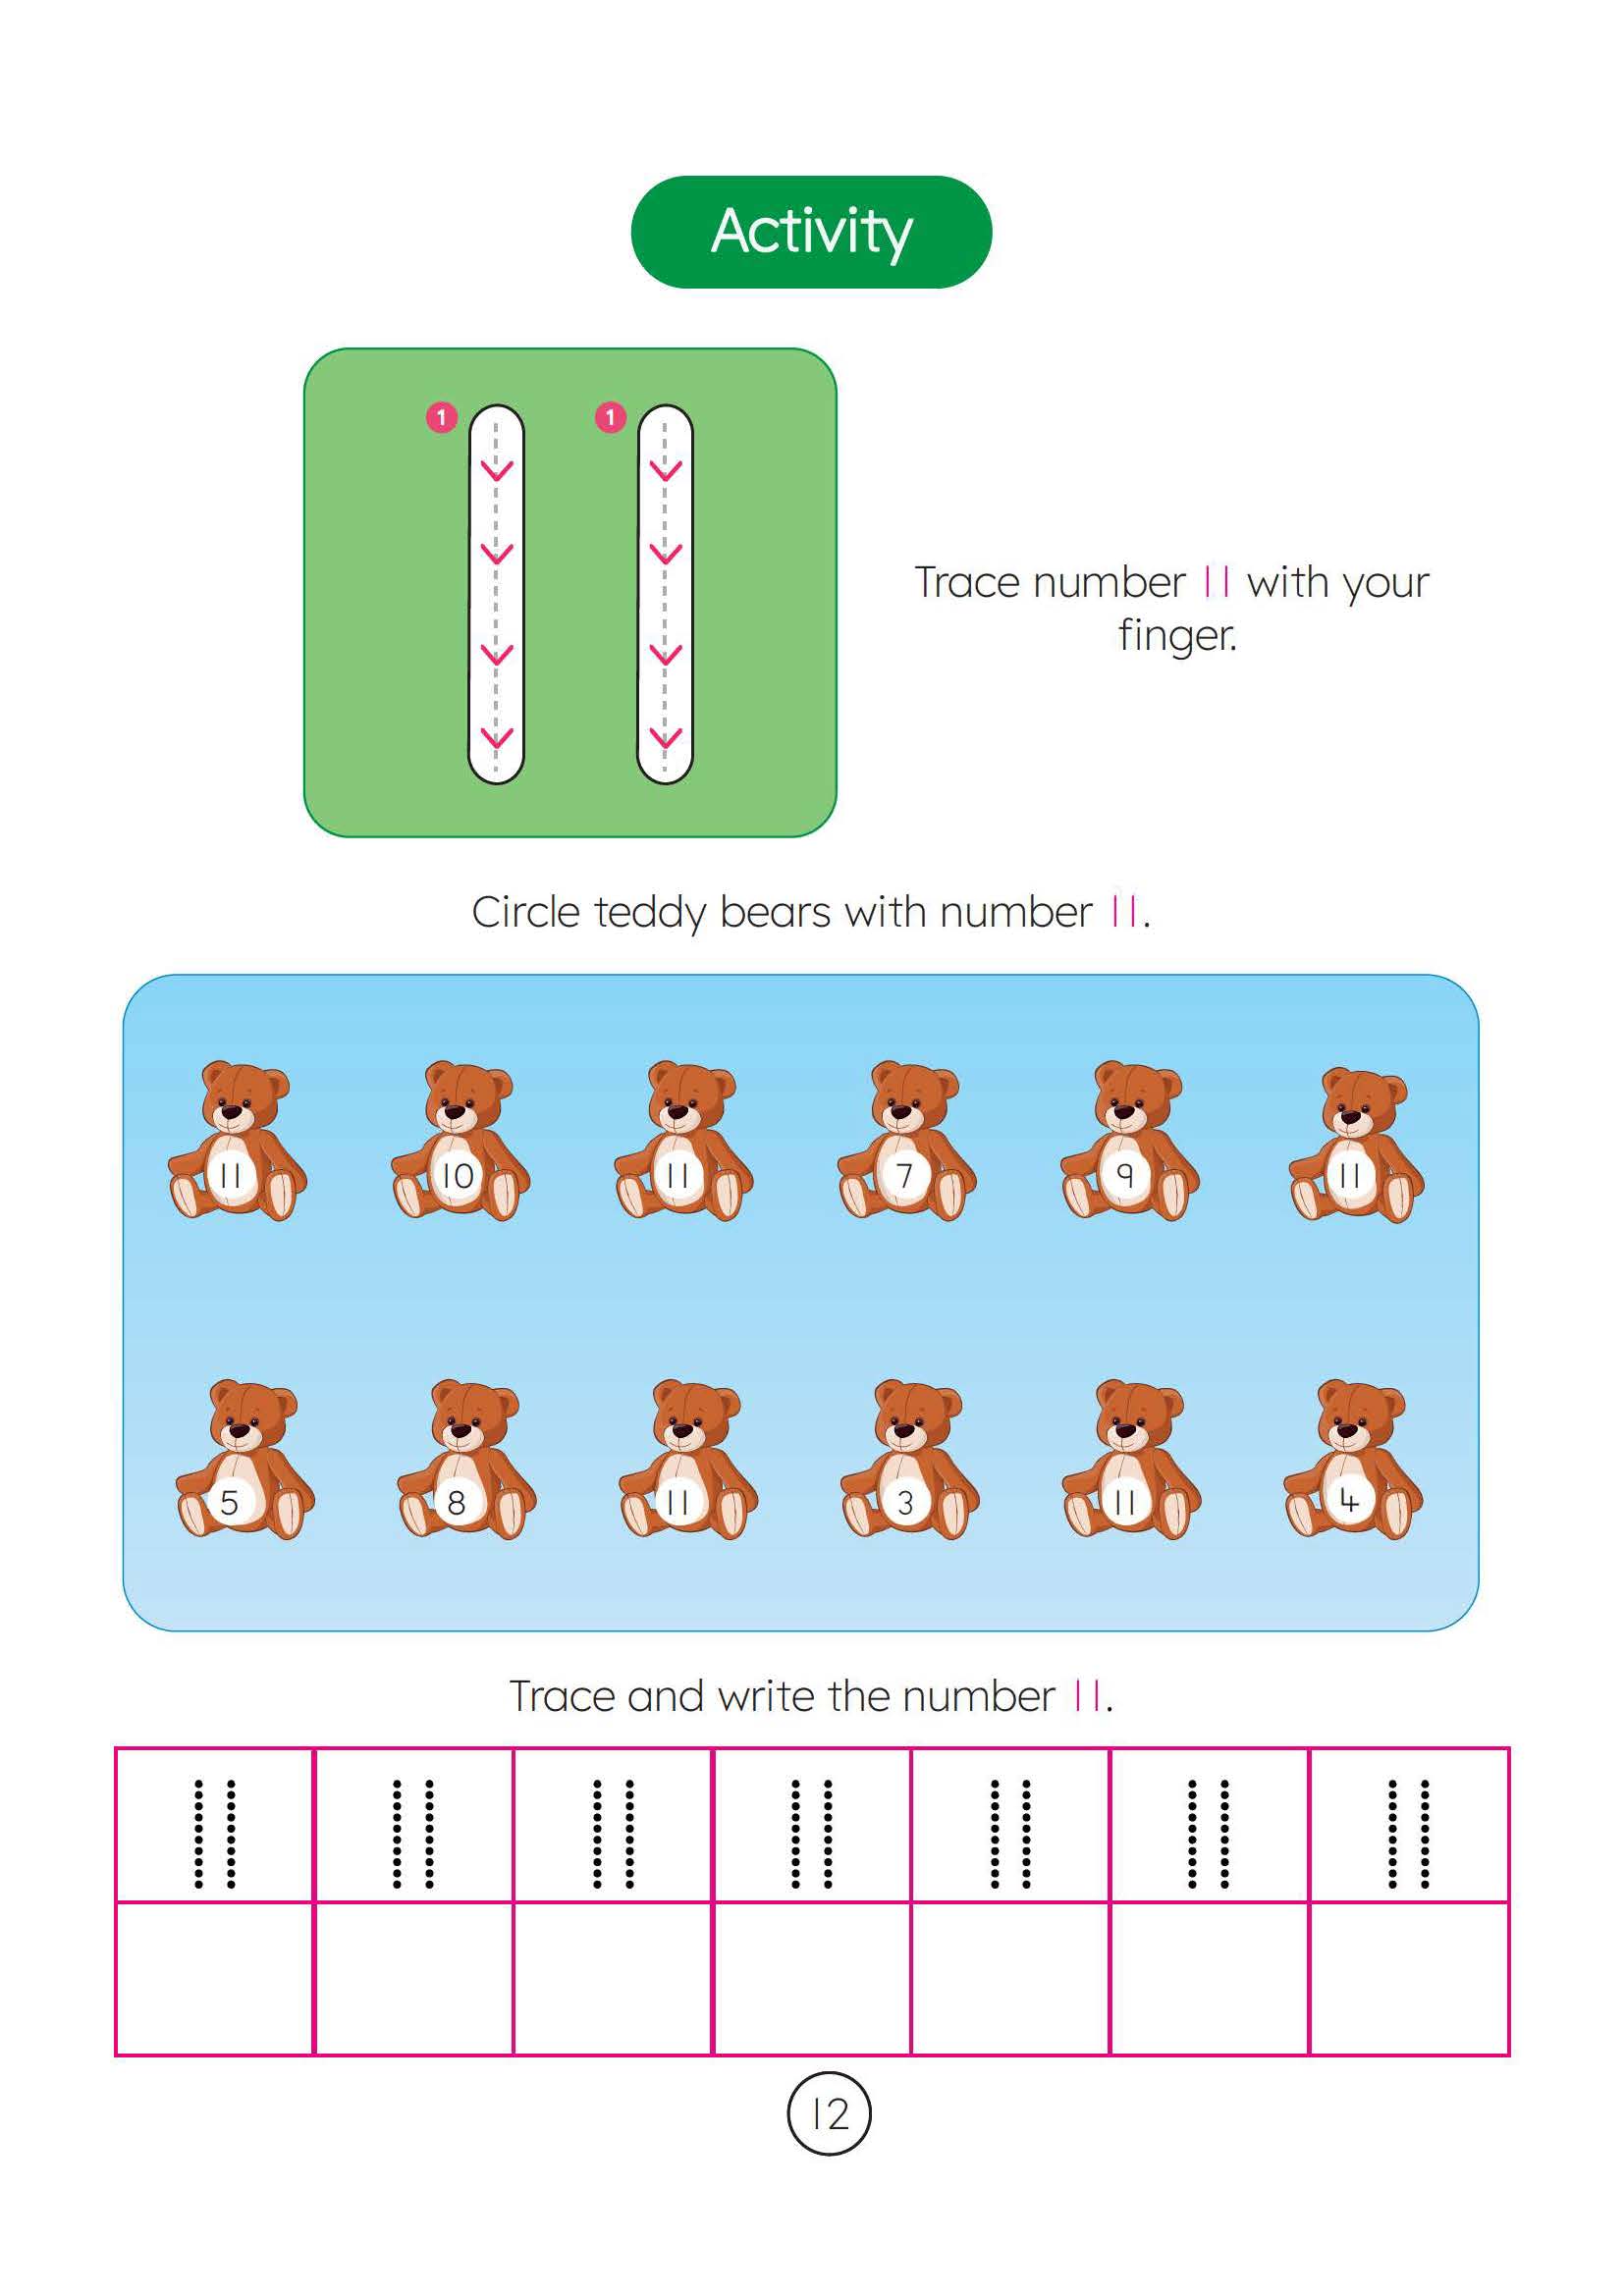 Activity
1 1
11
Trace number 11 with your
finger.
Circle teddy bears with number 11.
11 10 11 7 9 11
5 8 11 3 11 4
Trace and write the number 11.
11 11 11 11 11 11 11
12